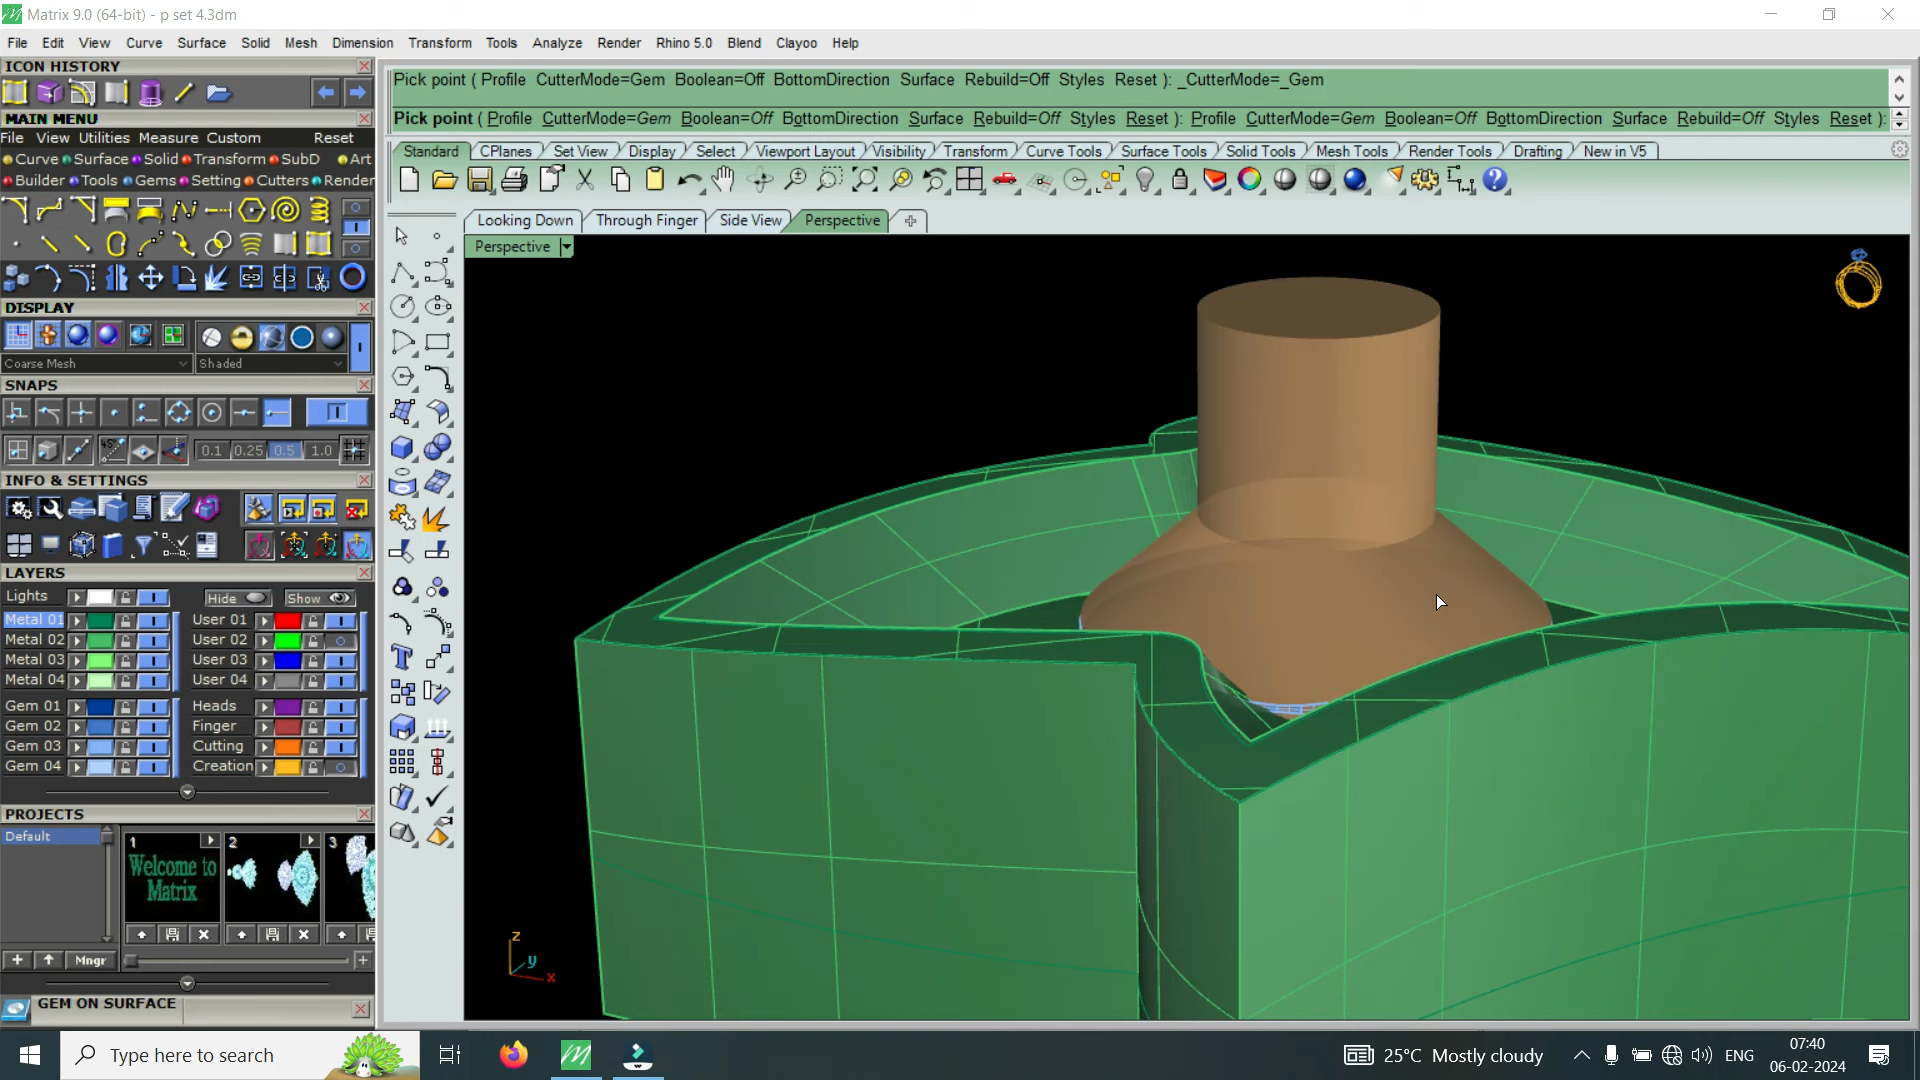 Matrix 9.0 (64-bit) - p set 4.3dm
File Edit View Curve Surface Solid Mesh Dimension Transform Tools Analyze Render Rhino 5.0 Blend Clayoo Help
ICON HISTORY
MAIN MENU
File View Utilities Measure Custom Reset
Curve Surface Solid Transform SubD Art
Builder Tools Gems Setting Cutters Render
DISPLAY
Coarse Mesh Shaded
SNAPS
0.1 0.25 0.5 1.0
INFO & SETTINGS
LAYERS
Lights Hide Show
Metal 01 User 01
Metal 02 User 02
Metal 03 User 03
Metal 04 User 04
Gem 01 Heads
Gem 02 Finger
Gem 03 Cutting
Gem 04 Creation
PROJECTS
Default
1 2 3
Welcome to
Matrix
Mngr
GEM ON SURFACE
Pick point ( Profile CutterMode=Gem Boolean=Off BottomDirection Surface Rebuild=Off Styles Reset ): _CutterMode=_Gem
Pick point ( Profile CutterMode=Gem Boolean=Off BottomDirection Surface Rebuild=Off Styles Reset ): Profile CutterMode=Gem Boolean=Off BottomDirection Surface Rebuild=Off Styles Reset ):
Standard CPlanes Set View Display Select Viewport Layout Visibility Transform Curve Tools Surface Tools Solid Tools Mesh Tools Render Tools Drafting New in V5
Looking Down Through Finger Side View Perspective
Perspective
z
y
x
Type here to search
25°C Mostly cloudy
ENG
07:40
06-02-2024